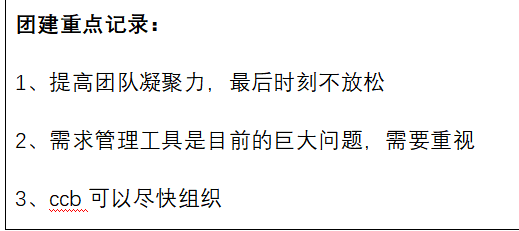 团建重点记录：
1、提高团队凝聚力，最后时刻不放松
2、需求管理工具是目前的巨大问题，需要重视
3、ccb 可以尽快组织